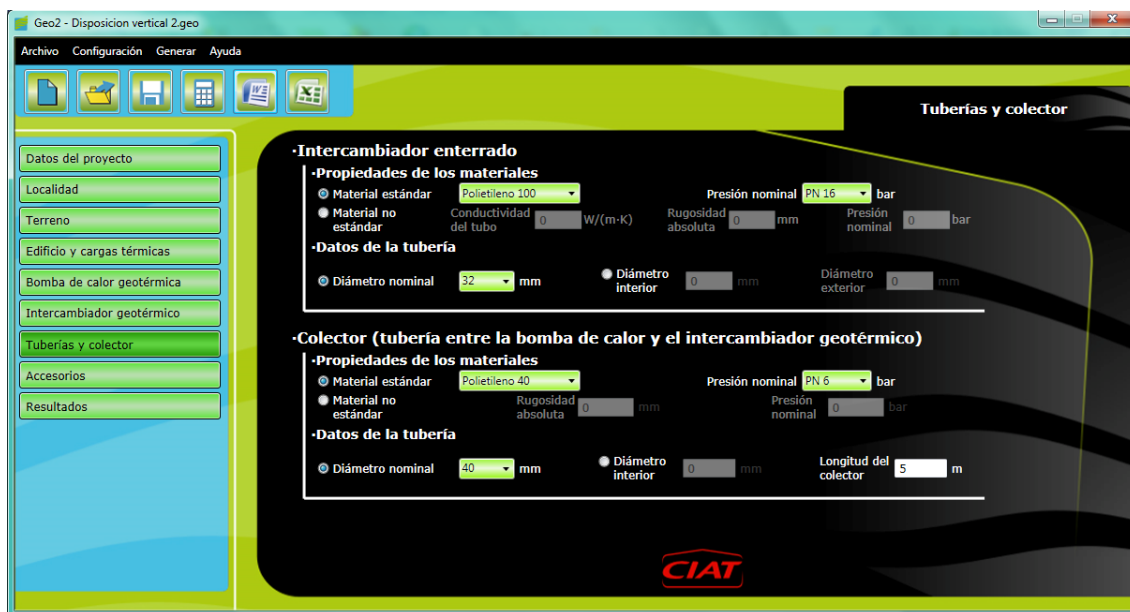 Geo2 - Disposicion vertical 2.geo
Archivo Configuración Generar Ayuda
Tuberías y colector
Datos del proyecto
Localidad
Terreno
Edificio y cargas térmicas
Bomba de calor geotérmica
Intercambiador geotérmico
Tuberías y colector
Accesorios
Resultados
·Intercambiador enterrado
·Propiedades de los materiales
Material estándar Polietileno 100 Presión nominal PN 16 bar
Material no estándar Conductividad del tubo 0 W/(m·K) Rugosidad absoluta 0 mm Presión nominal 0 bar
·Datos de la tubería
Diámetro nominal 32 mm Diámetro interior 0 mm Diámetro exterior 0 mm
·Colector (tubería entre la bomba de calor y el intercambiador geotérmico)
·Propiedades de los materiales
Material estándar Polietileno 40 Presión nominal PN 6 bar
Material no estándar Rugosidad absoluta 0 mm Presión nominal 0 bar
·Datos de la tubería
Diámetro nominal 40 mm Diámetro interior 0 mm Longitud del colector 5 m
CIAT